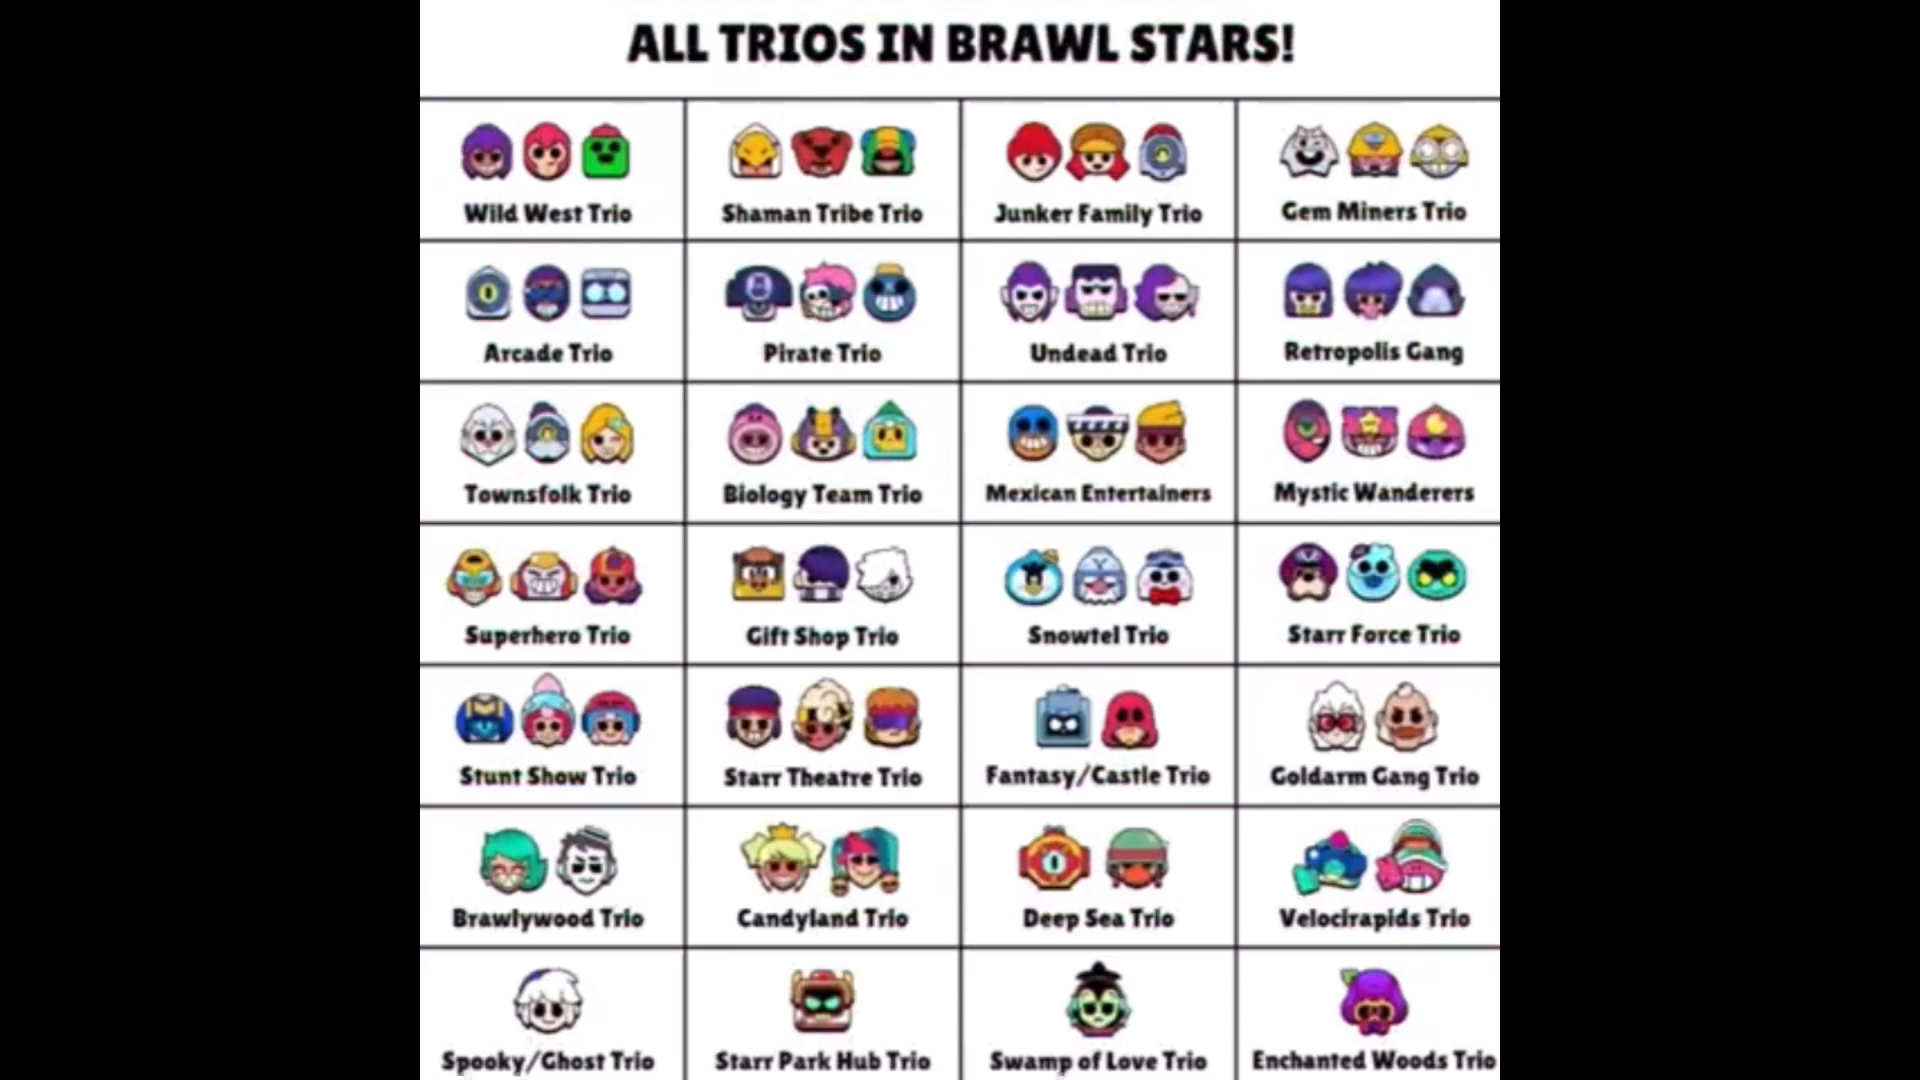 ALL TRIOS IN BRAWL STARS!
Wild West Trio
Shaman Tribe Trio
Junker Family Trio
Gem Miners Trio
Arcade Trio
Pirate Trio
Undead Trio
Retropolis Gang
Townsfolk Trio
Biology Team Trio
Mexican Entertainers
Mystic Wanderers
Superhero Trio
Gift Shop Trio
Snowtel Trio
Starr Force Trio
Stunt Show Trio
Starr Theatre Trio
Fantasy/Castle Trio
Goldarm Gang Trio
Brawlywood Trio
Candyland Trio
Deep Sea Trio
Velocirapids Trio
Spooky/Ghost Trio
Starr Park Hub Trio
Swamp of Love Trio
Enchanted Woods Trio